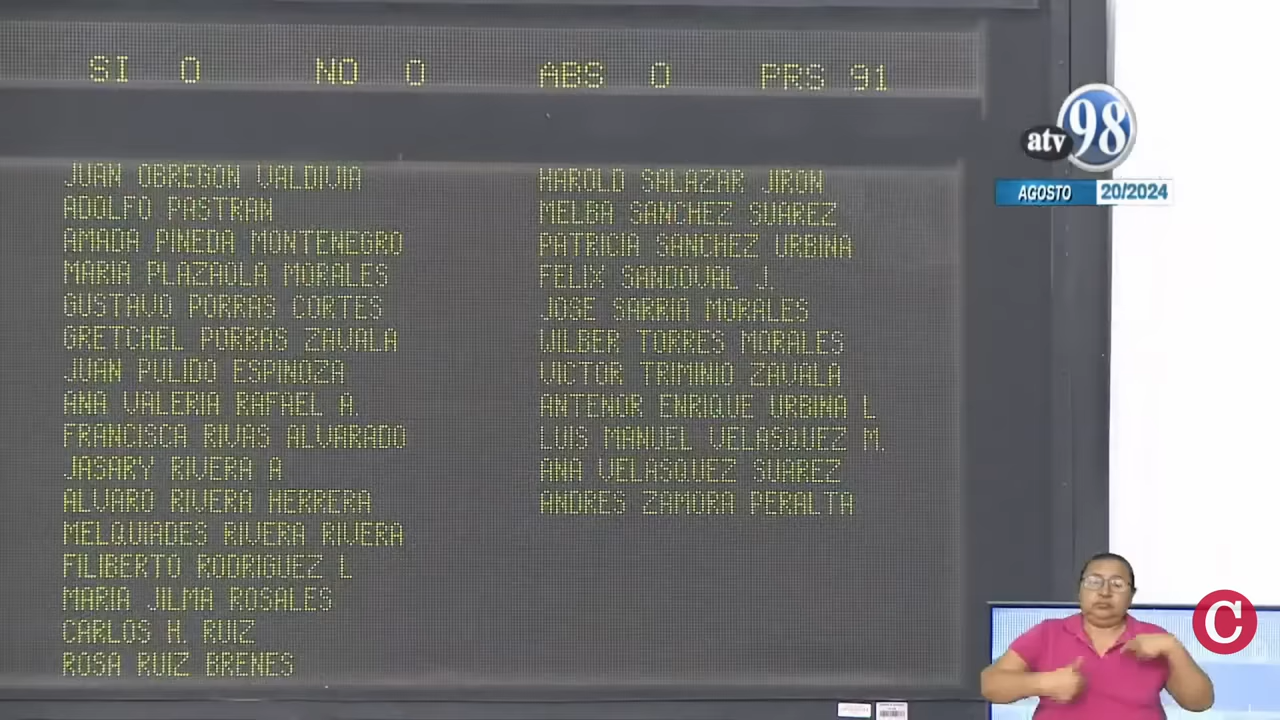 SI 0 NO 0 ABS 0 PRS 91
JUAN OBREGON VALDIVIA
ADOLFO PASTRAN
AMADA PINEDA MONTENEGRO
MARIA PLAZAOLA MORALES
GUSTAVO PORRAS CORTES
GRETCHEL PORRAS ZAVALA
JUAN PULIDO ESPINOZA
ANA VALERIA RAFAEL A.
FRANCISCA RIVAS ALVARADO
JASARY RIVERA A
ALVARO RIVERA HERRERA
MELQUIADES RIVERA RIVERA
FILIBERTO RODRIGUEZ L
MARIA JILMA ROSALES
CARLOS H. RUIZ
ROSA RUIZ BRENES
HAROLD SALAZAR JIRON
MELBA SANCHEZ SUAREZ
PATRICIA SANCHEZ URBINA
FELIX SANDOVAL J.
JOSE SARRIA MORALES
WILBER TORRES MORALES
VICTOR TRIMINIO ZAVALA
ANTENOR ENRIQUE URBINA L
LUIS MANUEL VELASQUEZ M.
ANA VELASQUEZ SUAREZ
ANDRES ZAMORA PERALTA
atv 98
AGOSTO 20/2024
C